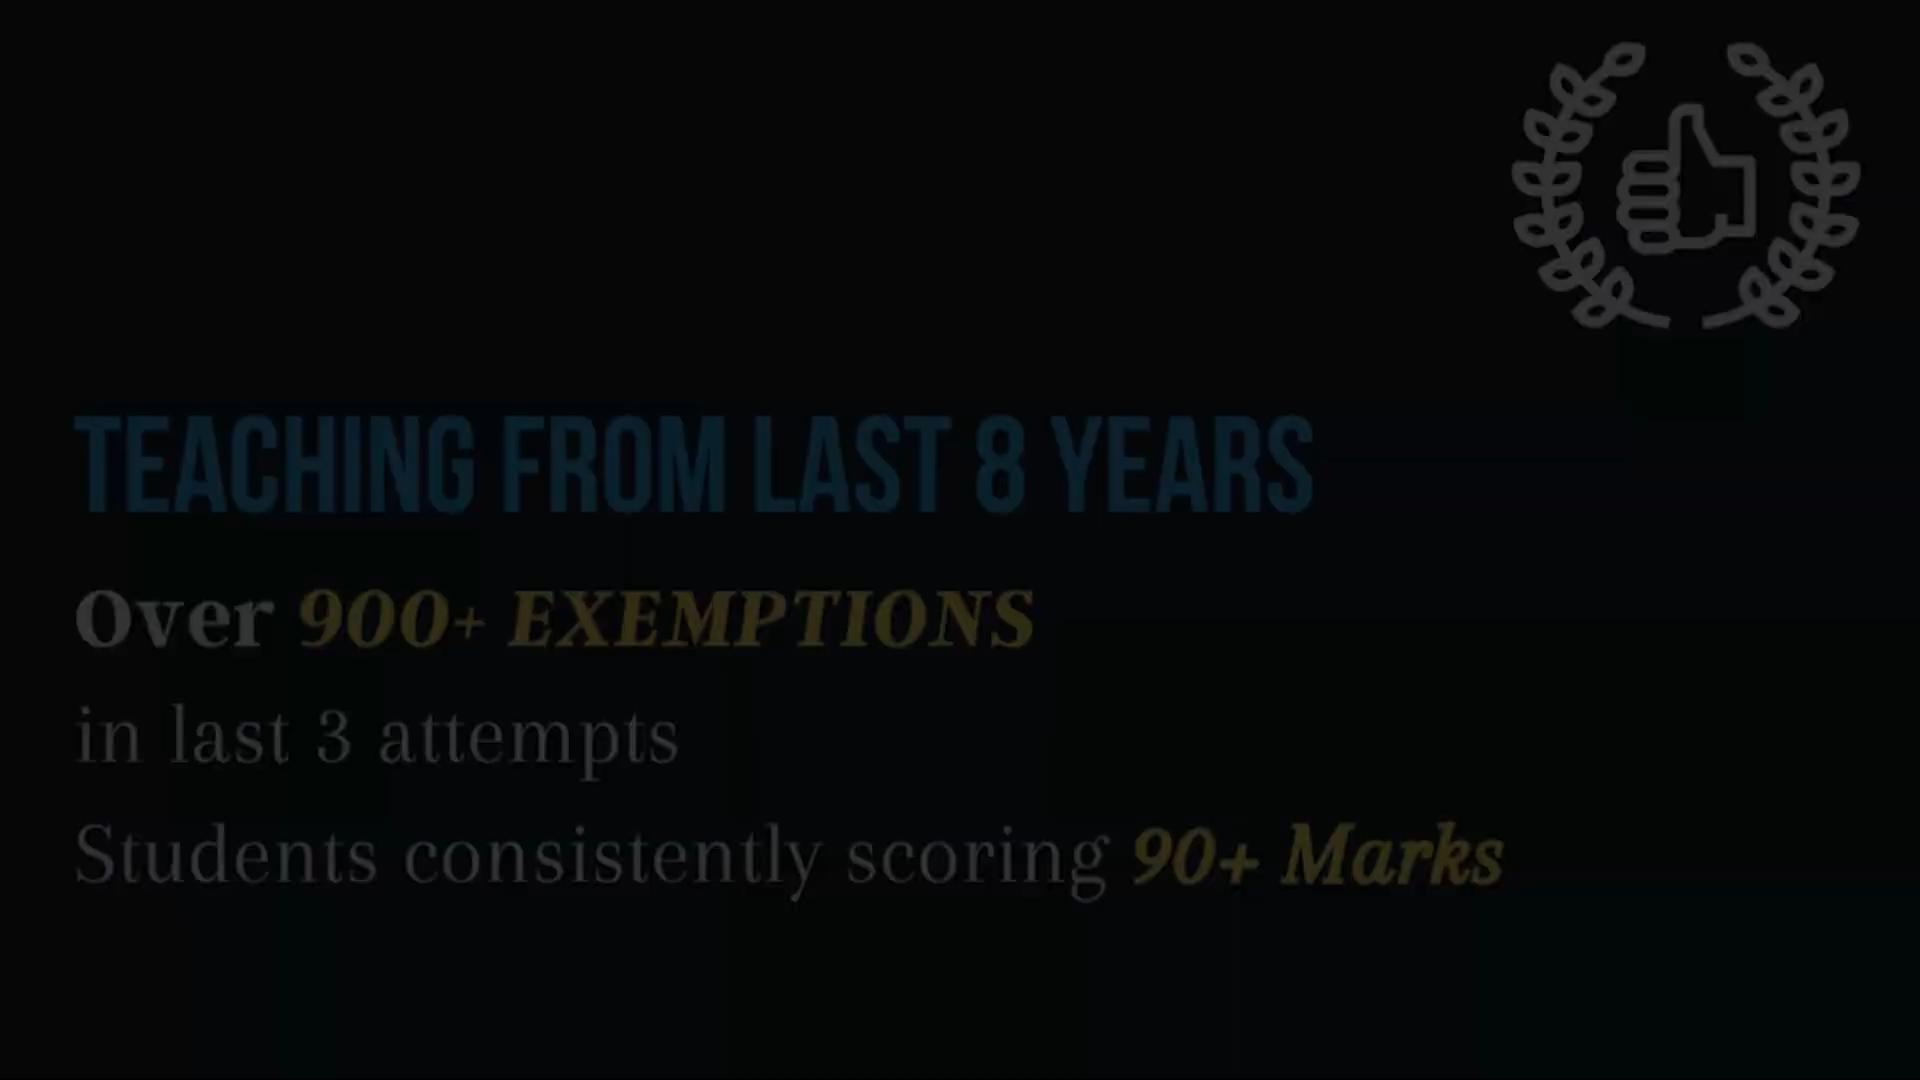 TEACHING FROM LAST 8 YEARS
Over 900+ EXEMPTIONS
in last 3 attempts
Students consistently scoring 90+ Marks